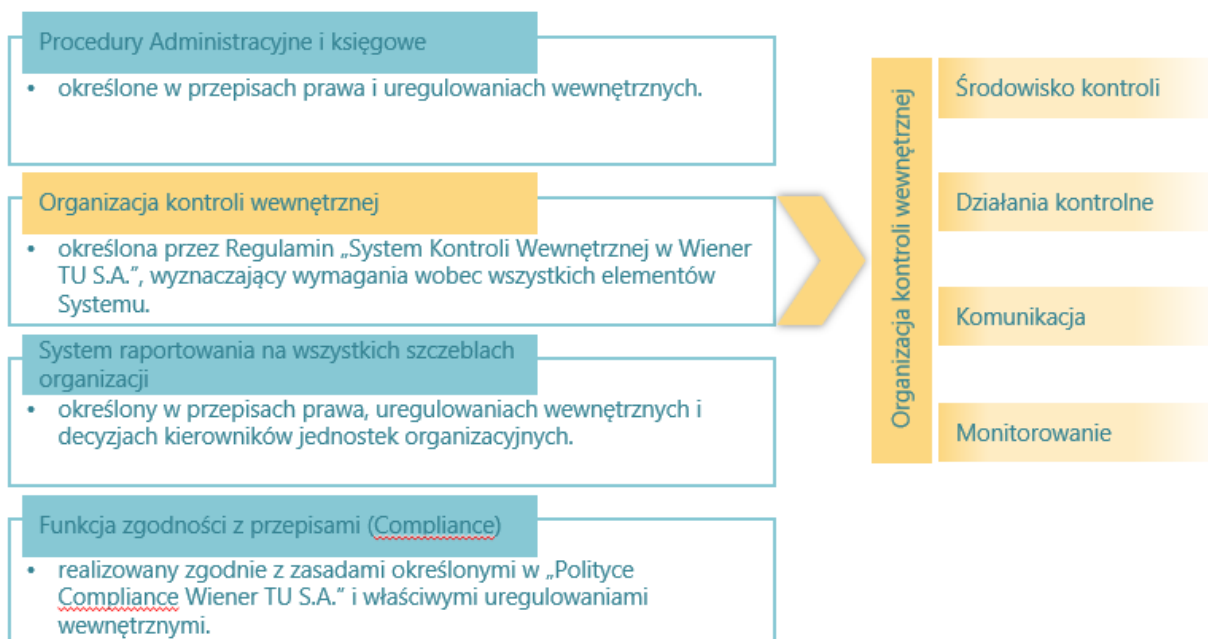 Procedury Administracyjne i księgowe
• określone w przepisach prawa i uregulowaniach wewnętrznych.
Organizacja kontroli wewnętrznej
• określona przez Regulamin „System Kontroli Wewnętrznej w Wiener
TU S.A.”, wyznaczający wymagania wobec wszystkich elementów
Systemu.
System raportowania na wszystkich szczeblach
organizacji
• określony w przepisach prawa, uregulowaniach wewnętrznych i
decyzjach kierowników jednostek organizacyjnych.
Funkcja zgodności z przepisami (Compliance)
• realizowany zgodnie z zasadami określonymi w „Polityce
Compliance Wiener TU S.A.” i właściwymi uregulowaniami
wewnętrznymi.
Organizacja kontroli wewnętrznej
Środowisko kontroli
Działania kontrolne
Komunikacja
Monitorowanie